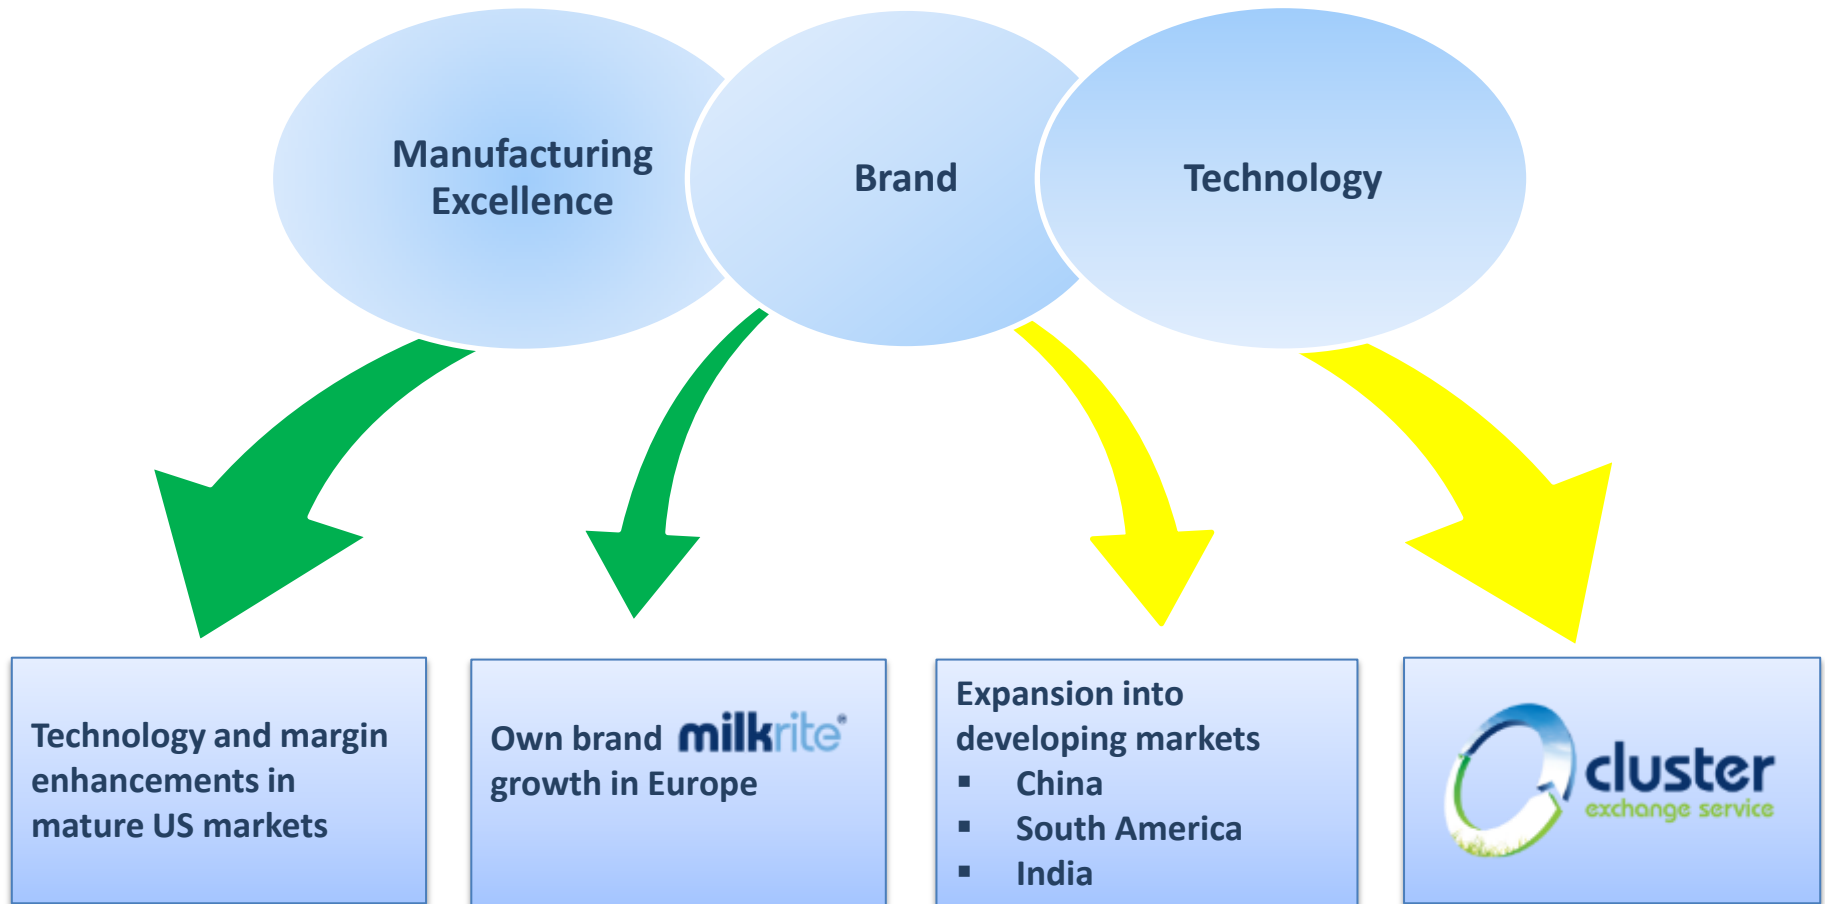 Manufacturing
Excellence
Brand
Technology
Technology and margin
enhancements in
mature US markets
Own brand milkrite®
growth in Europe
Expansion into
developing markets
▪ China
▪ South America
▪ India
cluster
exchange service